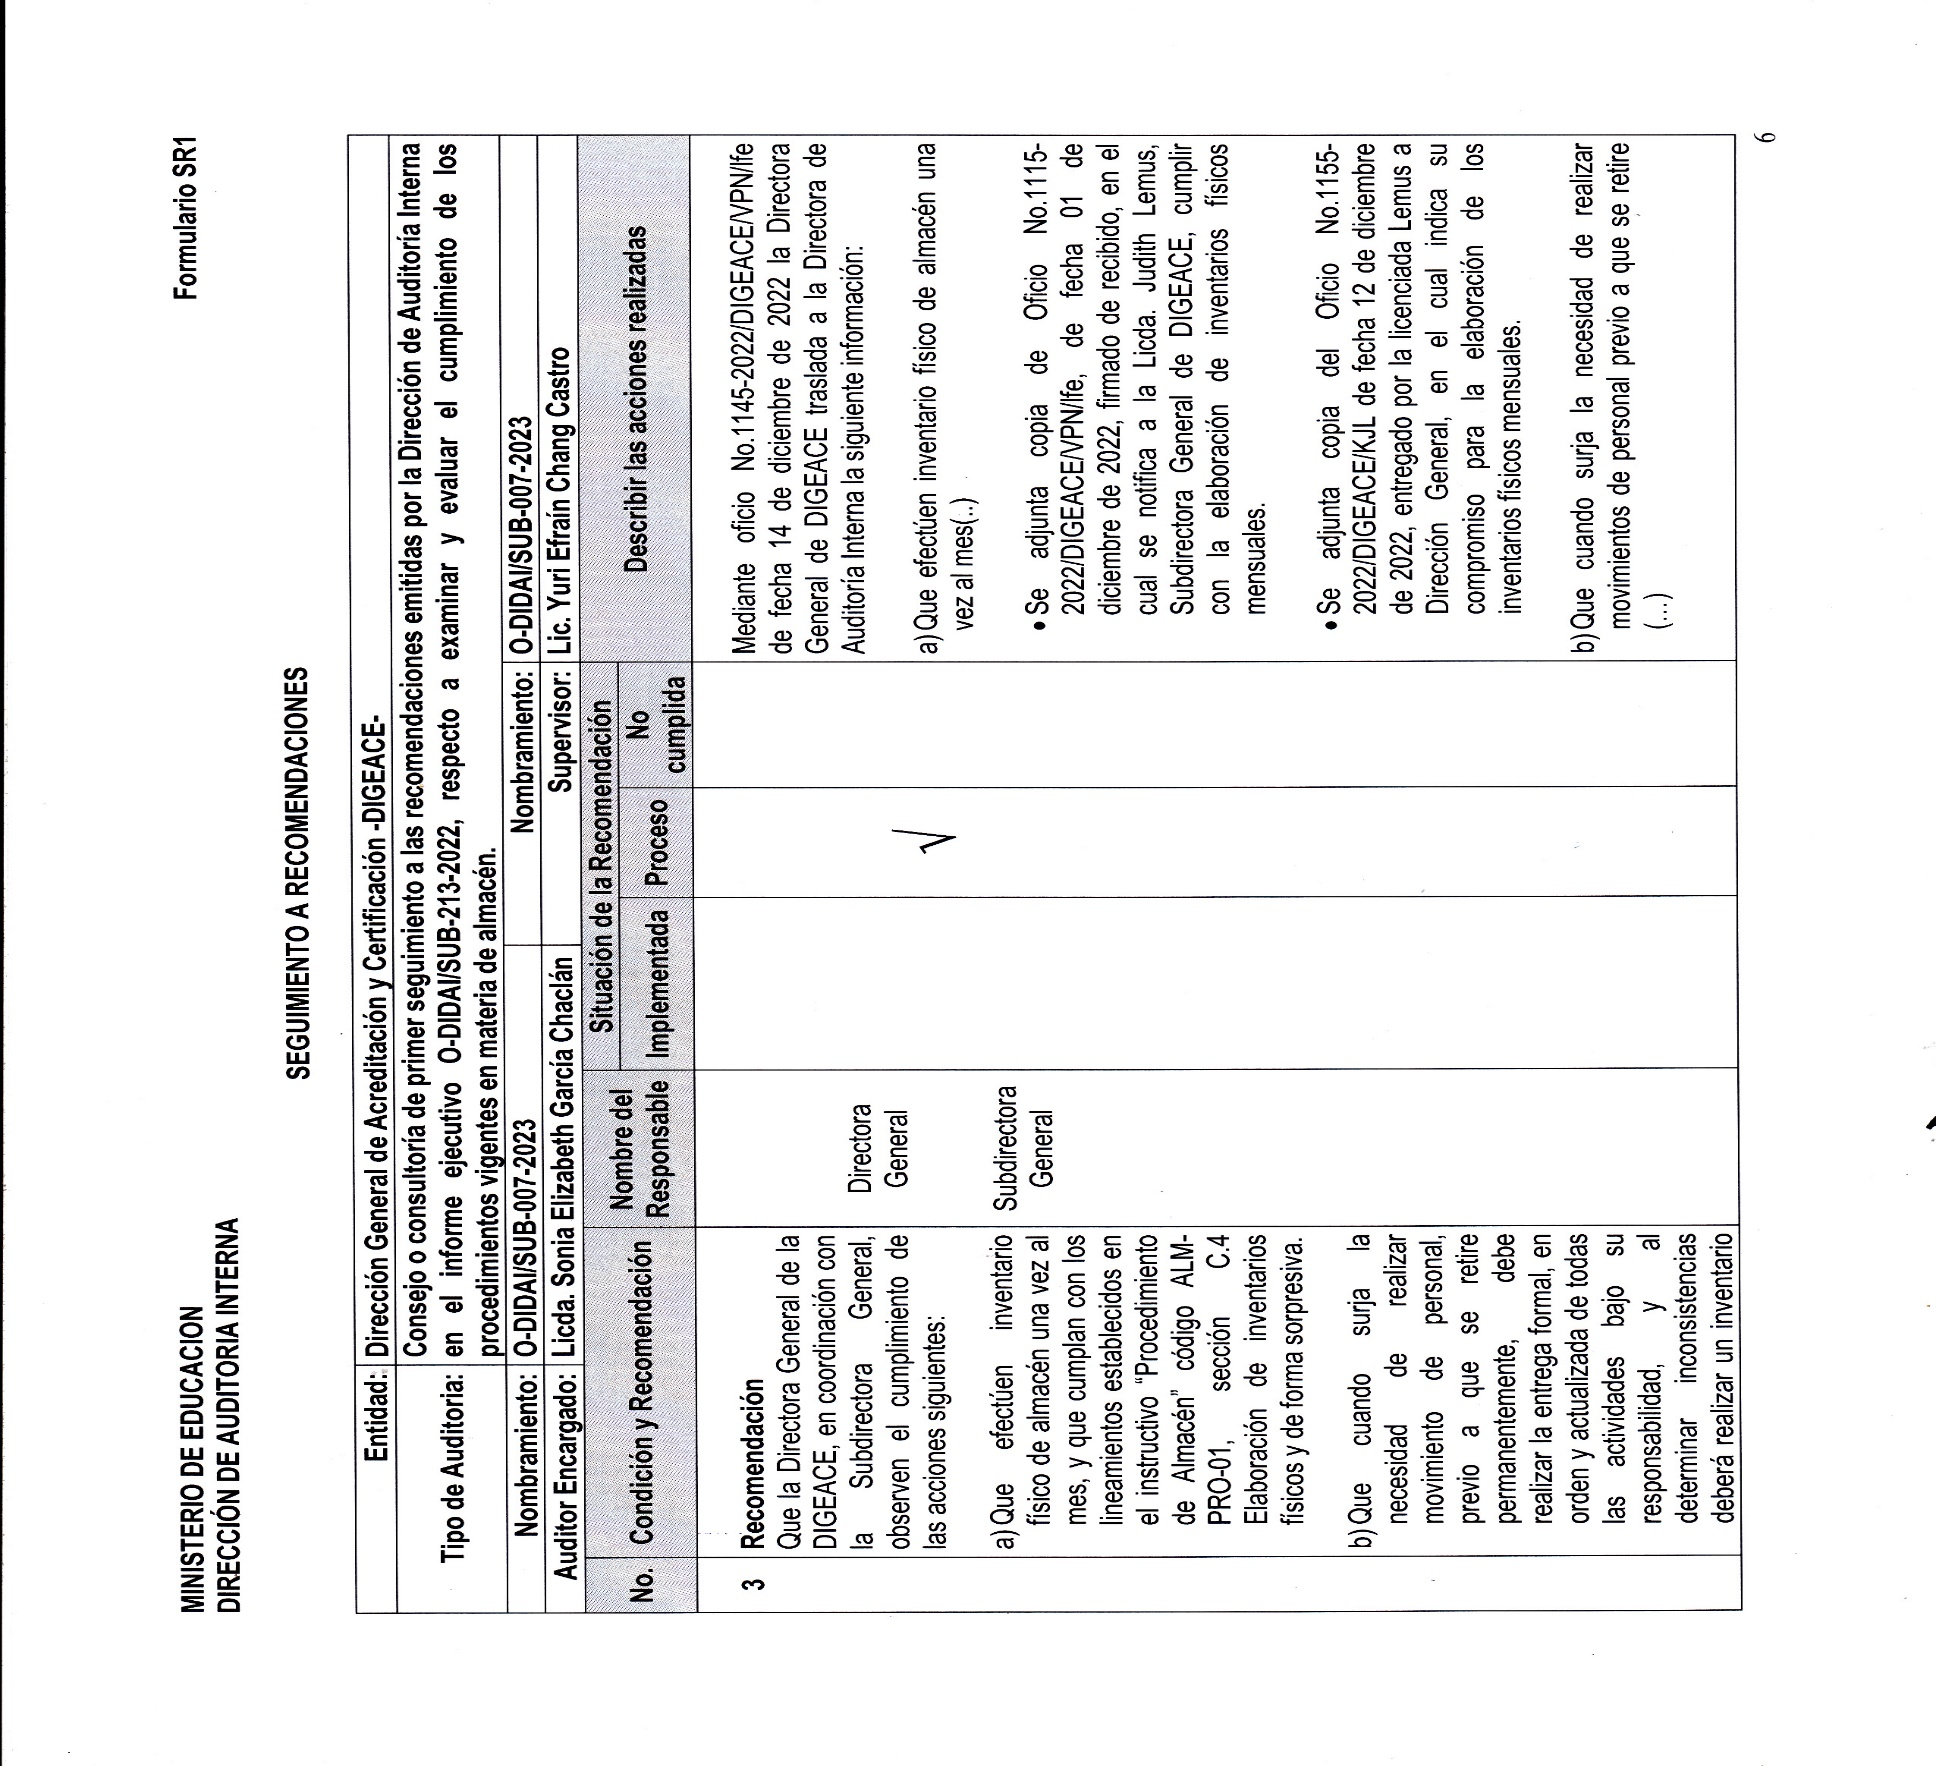 MINISTERIO DE EDUCACION
DIRECCIÓN DE AUDITORIA INTERNA
Formulario SR1
SEGUIMIENTO A RECOMENDACIONES
Entidad: Dirección General de Acreditación y Certificación -DIGEACE-
Tipo de Auditoria:
Consejo o consultoría de primer seguimiento a las recomendaciones emitidas por la Dirección de Auditoría Interna
en el informe ejecutivo O-DIDAI/SUB-213-2022, respecto a examinar y evaluar el cumplimiento de los
procedimientos vigentes en materia de almacén.
Nombramiento: O-DIDAI/SUB-007-2023 Nombramiento: O-DIDAI/SUB-007-2023
Auditor Encargado: Licda. Sonia Elizabeth García Chaclán Supervisor: Lic. Yuri Efraín Chang Castro
No. Condición y Recomendación
Nombre del
Responsable
Situación de la Recomendación
Implementada Proceso
No
cumplida
Describir las acciones realizadas
3
Recomendación
Que la Directora General de la
DIGEACE, en coordinación con
la Subdirectora General,
observen el cumplimiento de
las acciones siguientes:
a) Que efectúen inventario
físico de almacén una vez al
mes, y que cumplan con los
lineamientos establecidos en
el instructivo “Procedimiento
de Almacén” código ALM-
PRO-01, sección C.4
Elaboración de inventarios
físicos y de forma sorpresiva.
b) Que cuando surja la
necesidad de realizar
movimiento de personal,
previo a que se retire
permanentemente, debe
realizar la entrega formal, en
orden y actualizada de todas
las actividades bajo su
responsabilidad, y al
determinar inconsistencias
deberá realizar un inventario
Directora
General
Subdirectora
General
√
Mediante oficio No.1145-2022/DIGEACE/VPN/lfe
de fecha 14 de diciembre de 2022 la Directora
General de DIGEACE traslada a la Directora de
Auditoría Interna la siguiente información:
a) Que efectúen inventario físico de almacén una
vez al mes(..)
• Se adjunta copia de Oficio No.1115-
2022/DIGEACE/VPN/lfe, de fecha 01 de
diciembre de 2022, firmado de recibido, en el
cual se notifica a la Licda. Judith Lemus,
Subdirectora General de DIGEACE, cumplir
con la elaboración de inventarios físicos
mensuales.
• Se adjunta copia del Oficio No.1155-
2022/DIGEACE/KJL de fecha 12 de diciembre
de 2022, entregado por la licenciada Lemus a
Dirección General, en el cual indica su
compromiso para la elaboración de los
inventarios físicos mensuales.
b) Que cuando surja la necesidad de realizar
movimientos de personal previo a que se retire
(...)
6